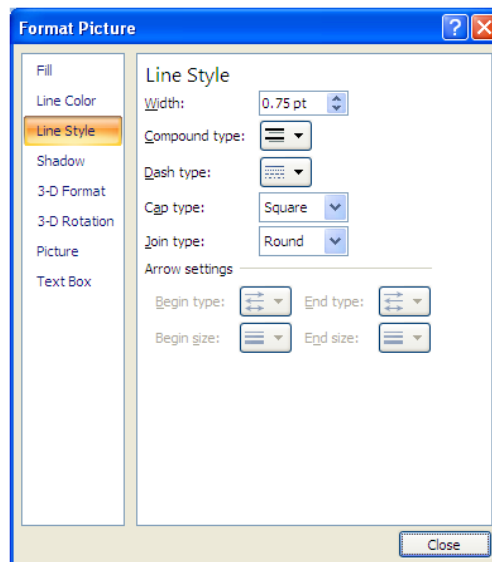 Format Picture
Fill
Line Color
Line Style
Shadow
3-D Format
3-D Rotation
Picture
Text Box
Line Style
Width: 0.75 pt
Compound type:
Dash type:
Cap type: Square
Join type: Round
Arrow settings
Begin type: End type:
Begin size: End size:
Close